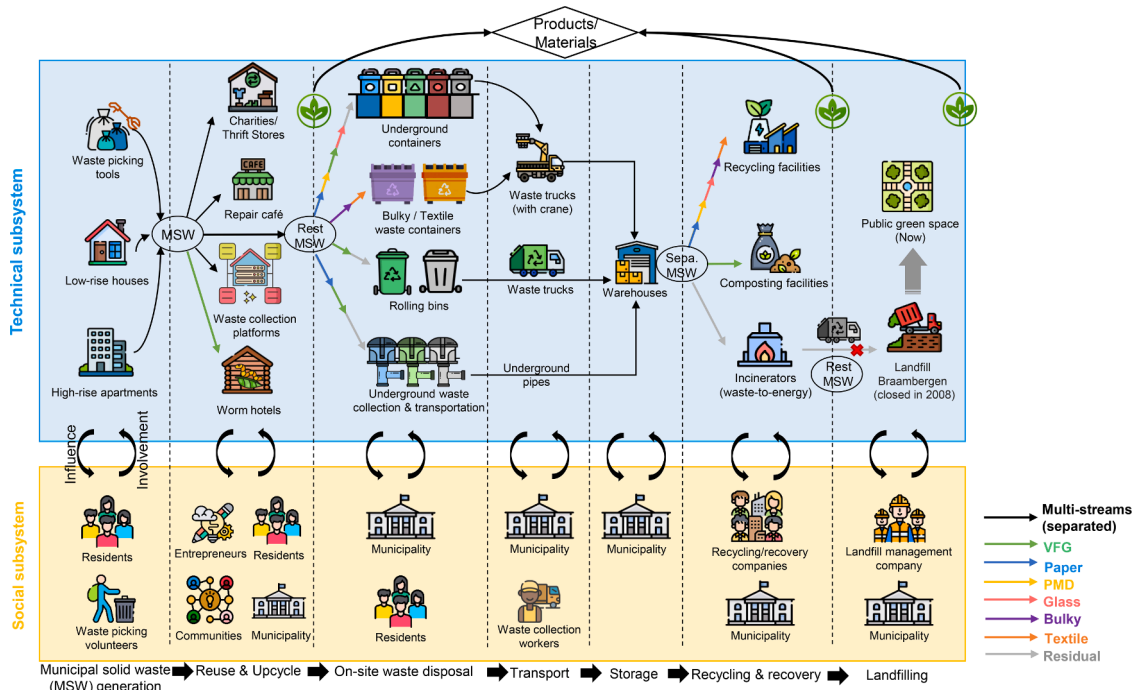 Products/
Materials
Technical subsystem
Waste picking
tools
Low-rise houses
High-rise apartments
MSW
Charities/
Thrift Stores
CAFE
Repair café
Waste collection
platforms
Worm hotels
Rest
MSW
Underground
containers
Bulky / Textile
waste containers
Rolling bins
Underground waste
collection & transportation
Waste trucks
(with crane)
Waste trucks
Underground
pipes
Warehouses
Sepa.
MSW
Recycling facilities
Composting facilities
Incinerators
(waste-to-energy)
Rest
MSW
Public green space
(Now)
Landfill
Braambergen
(closed in 2008)
Influence
Involvement
Social subsystem
Residents
Waste picking
volunteers
Entrepreneurs
Residents
Communities
Municipality
Municipality
Residents
Municipality
Waste collection
workers
Municipality
Recycling/recovery
companies
Municipality
Landfill management
company
Municipality
Multi-streams
(separated)
VFG
Paper
PMD
Glass
Bulky
Textile
Residual
Municipal solid waste
(MSW) generation
Reuse & Upcycle
On-site waste disposal
Transport
Storage
Recycling & recovery
Landfilling